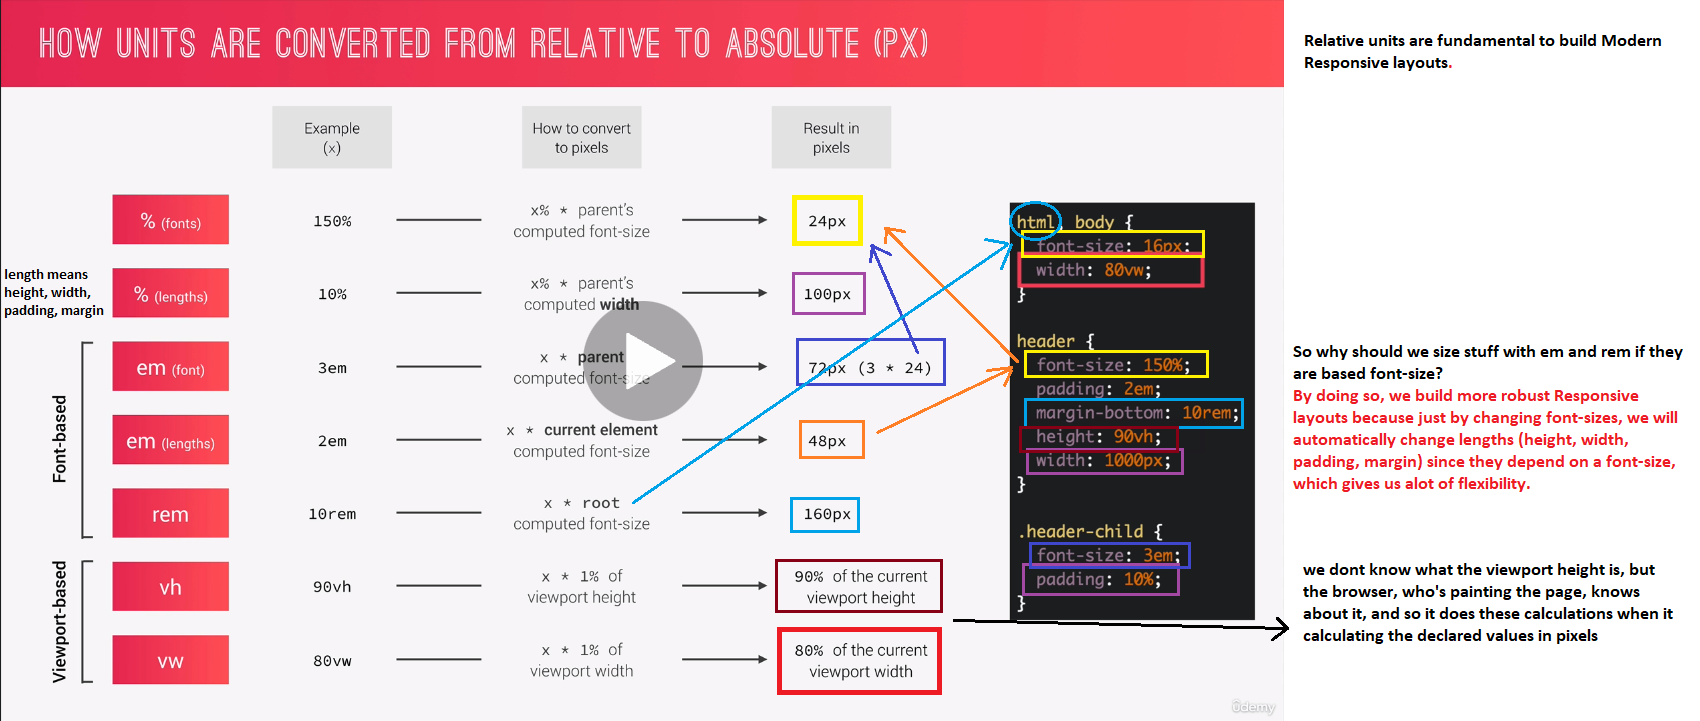 HOW UNITS ARE CONVERTED FROM RELATIVE TO ABSOLUTE (PX)
Relative units are fundamental to build Modern
Responsive layouts.
Example
(x)
How to convert
to pixels
Result in
pixels
% (fonts)
150%
x% * parent's
computed font-size
24px
length means
height, width,
padding, margin
% (lengths)
10%
x% * parent's
computed width
100px
Font-based
em (font)
3em
x * parent
computed font-size
72px (3 * 24)
em (lengths)
2em
x * current element
computed font-size
48px
rem
10rem
x * root
computed font-size
160px
Viewport-based
vh
90vh
x * 1% of
viewport height
90% of the current
viewport height
vw
80vw
x * 1% of
viewport width
80% of the current
viewport width
html, body {
font-size: 16px;
width: 80vw;
}
header {
font-size: 150%;
padding: 2em;
margin-bottom: 10rem;
height: 90vh;
width: 1000px;
}
.header-child {
font-size: 3em;
padding: 10%;
}
So why should we size stuff with em and rem if they
are based font-size?
By doing so, we build more robust Responsive
layouts because just by changing font-sizes, we will
automatically change lengths (height, width,
padding, margin) since they depend on a font-size,
which gives us alot of flexibility.
we dont know what the viewport height is, but
the browser, who's painting the page, knows
about it, and so it does these calculations when it
calculating the declared values in pixels
ûdemy